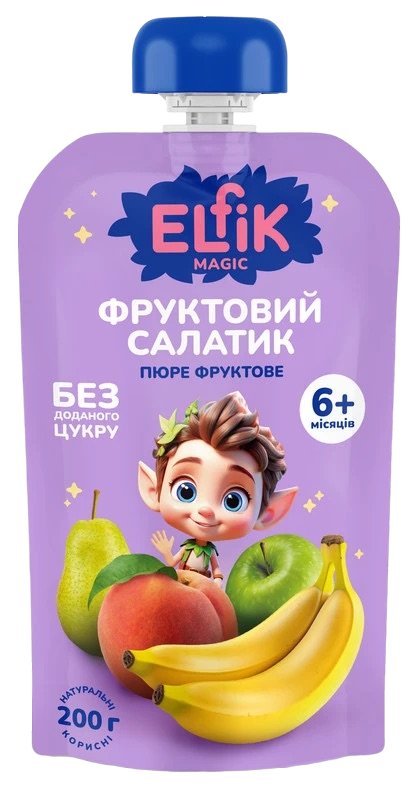 ELfiK
MAGIC
ФРУКТОВИЙ
САЛАТИК
ПЮРЕ ФРУКТОВЕ
БЕЗ
ДОДАНОГО
ЦУКРУ
6+
місяців
НАТУРАЛЬНІ
200 г
КОРИСНІ